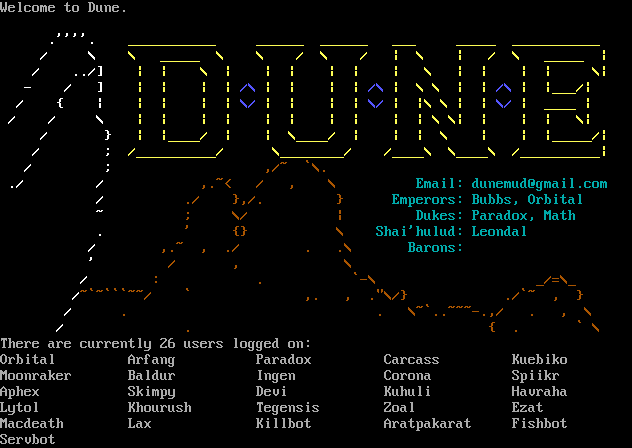 Welcome to Dune.
DUNE
Email: dunemud@gmail.com
Emperors: Bubbs, Orbital
Dukes: Paradox, Math
Shai'hulud: Leondal
Barons:
There are currently 26 users logged on:
Orbital Arfang Paradox Carcass Kuebiko
Moonraker Baldur Ingen Corona Spiikr
Aphex Skimpy Devi Kuhuli Havraha
Lytol Khourush Tegensis Zoal Ezat
Macdeath Lax Killbot Aratpakarat Fishbot
Servbot